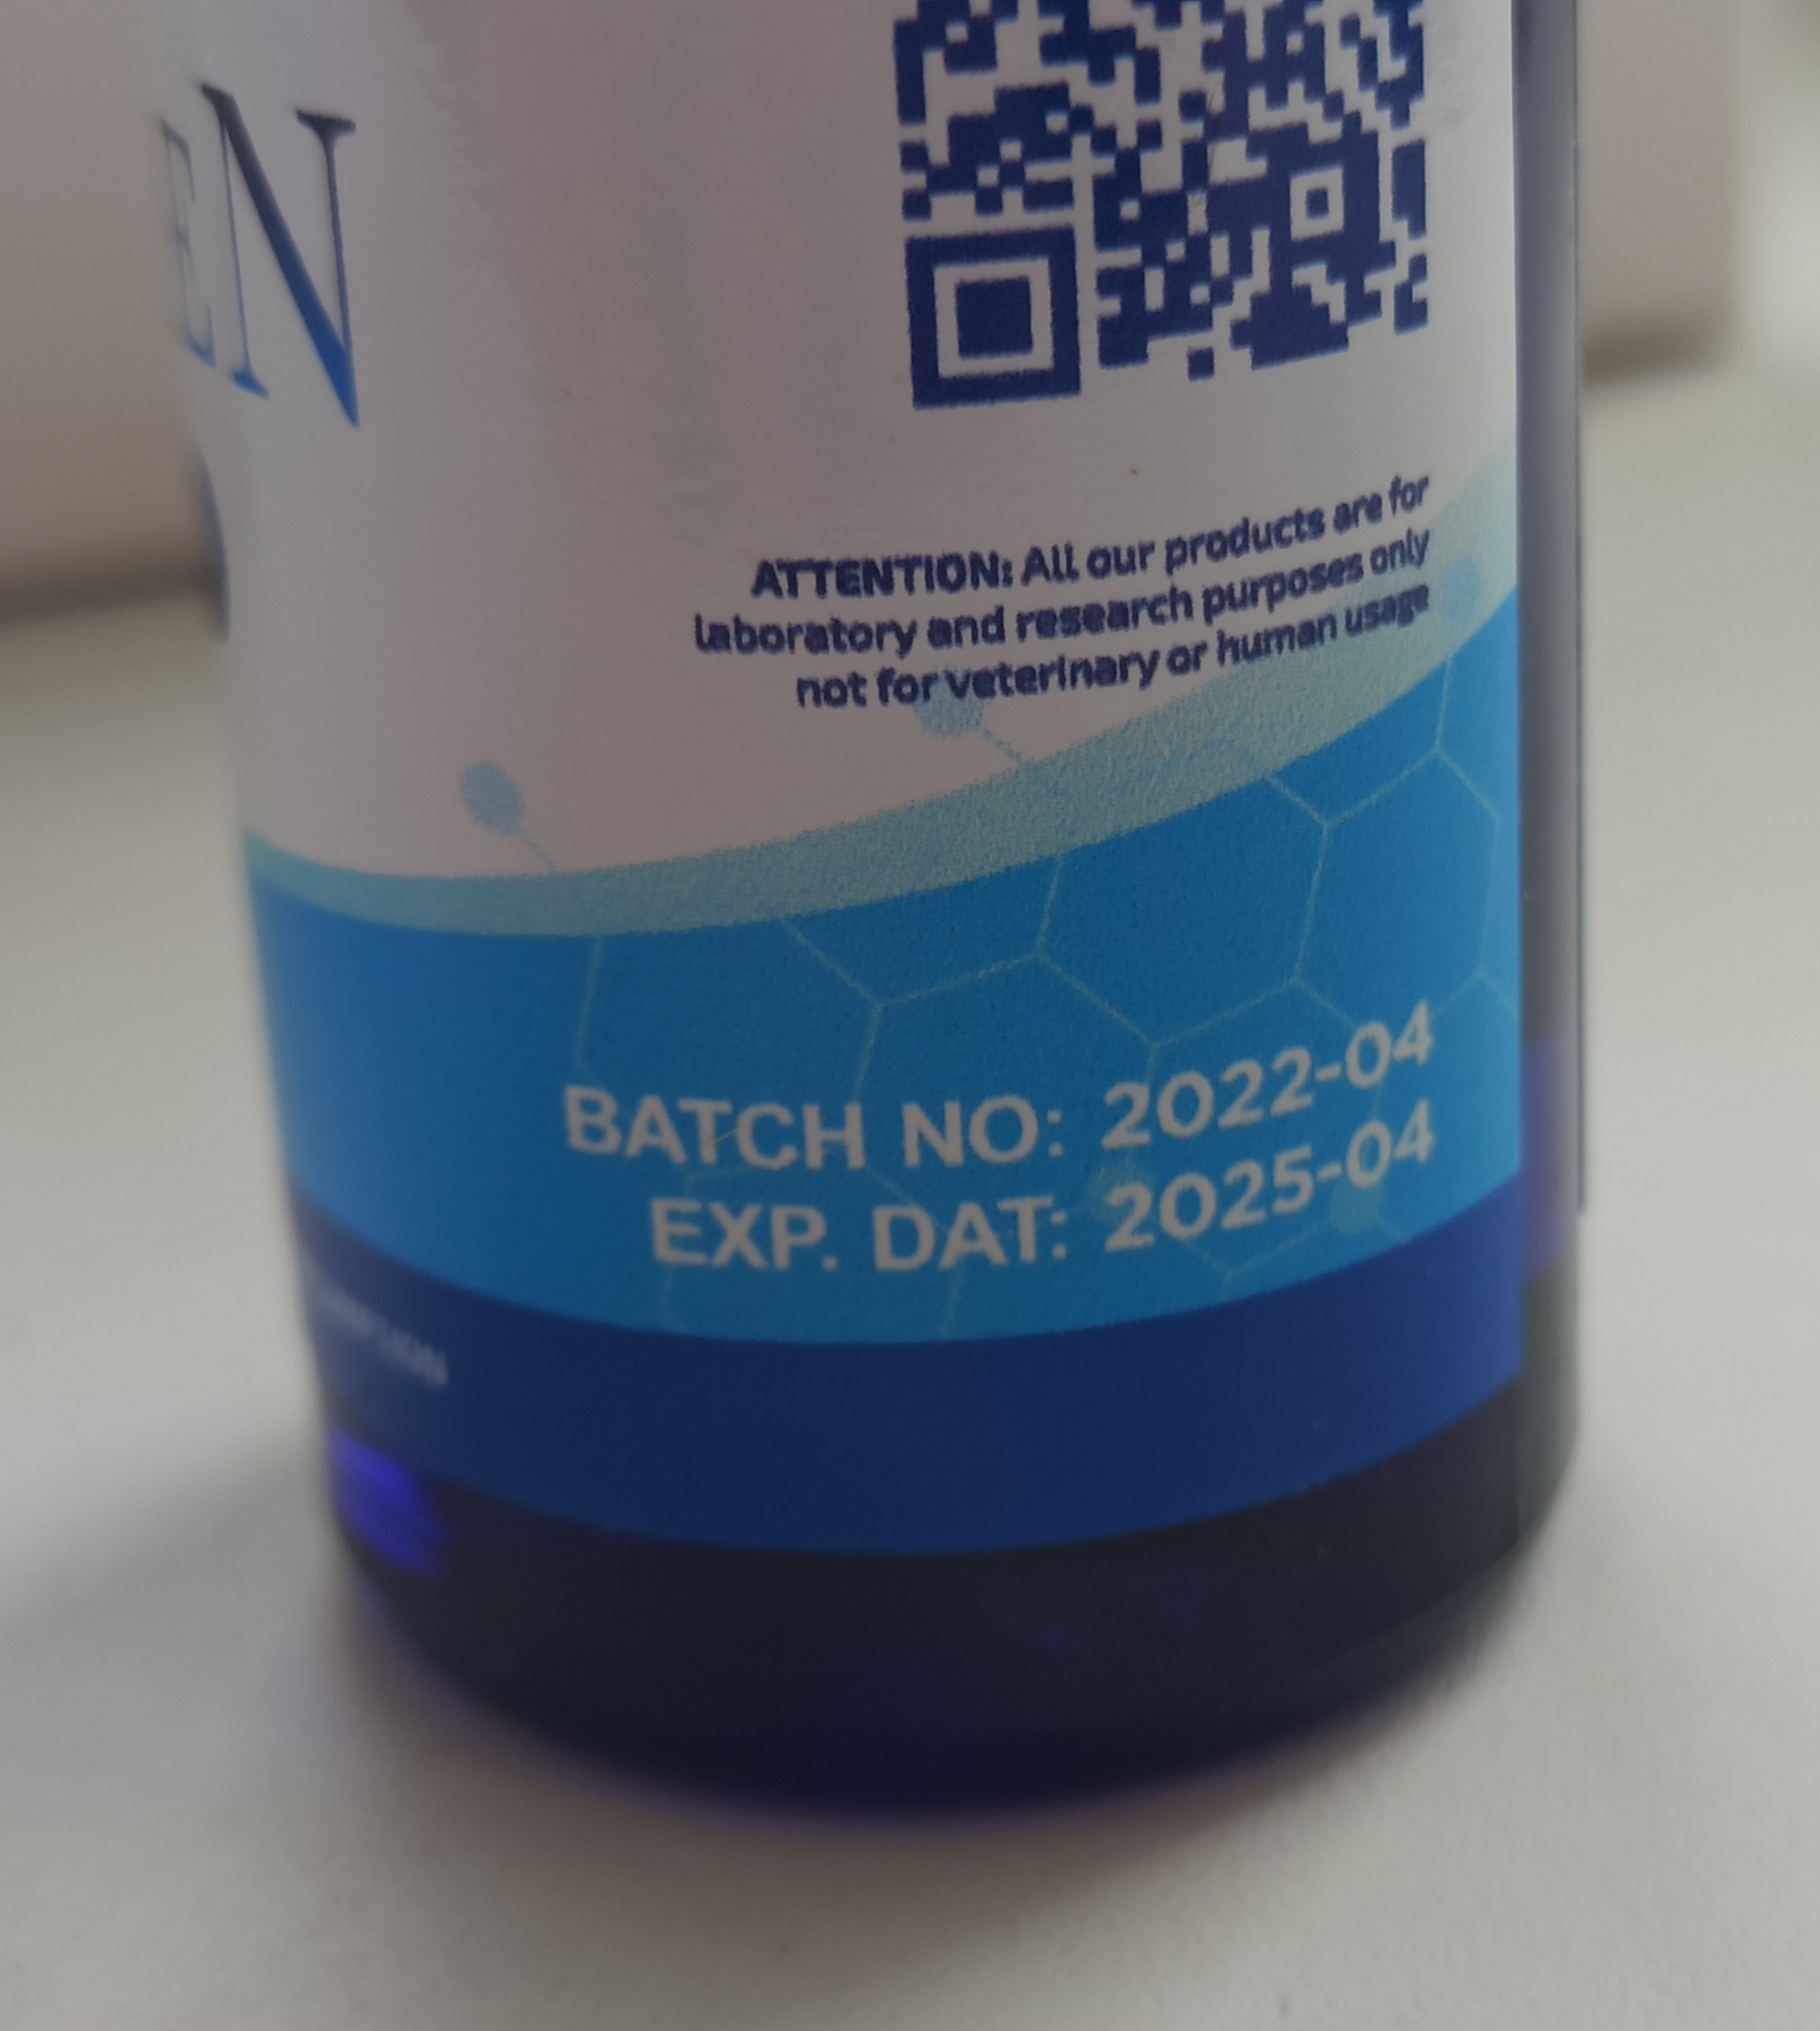 EN
ATTENTION: All our products are for
laboratory and research purposes only
not for veterinary or human usage
BATCH NO: 2022-04
EXP. DAT: 2025-04